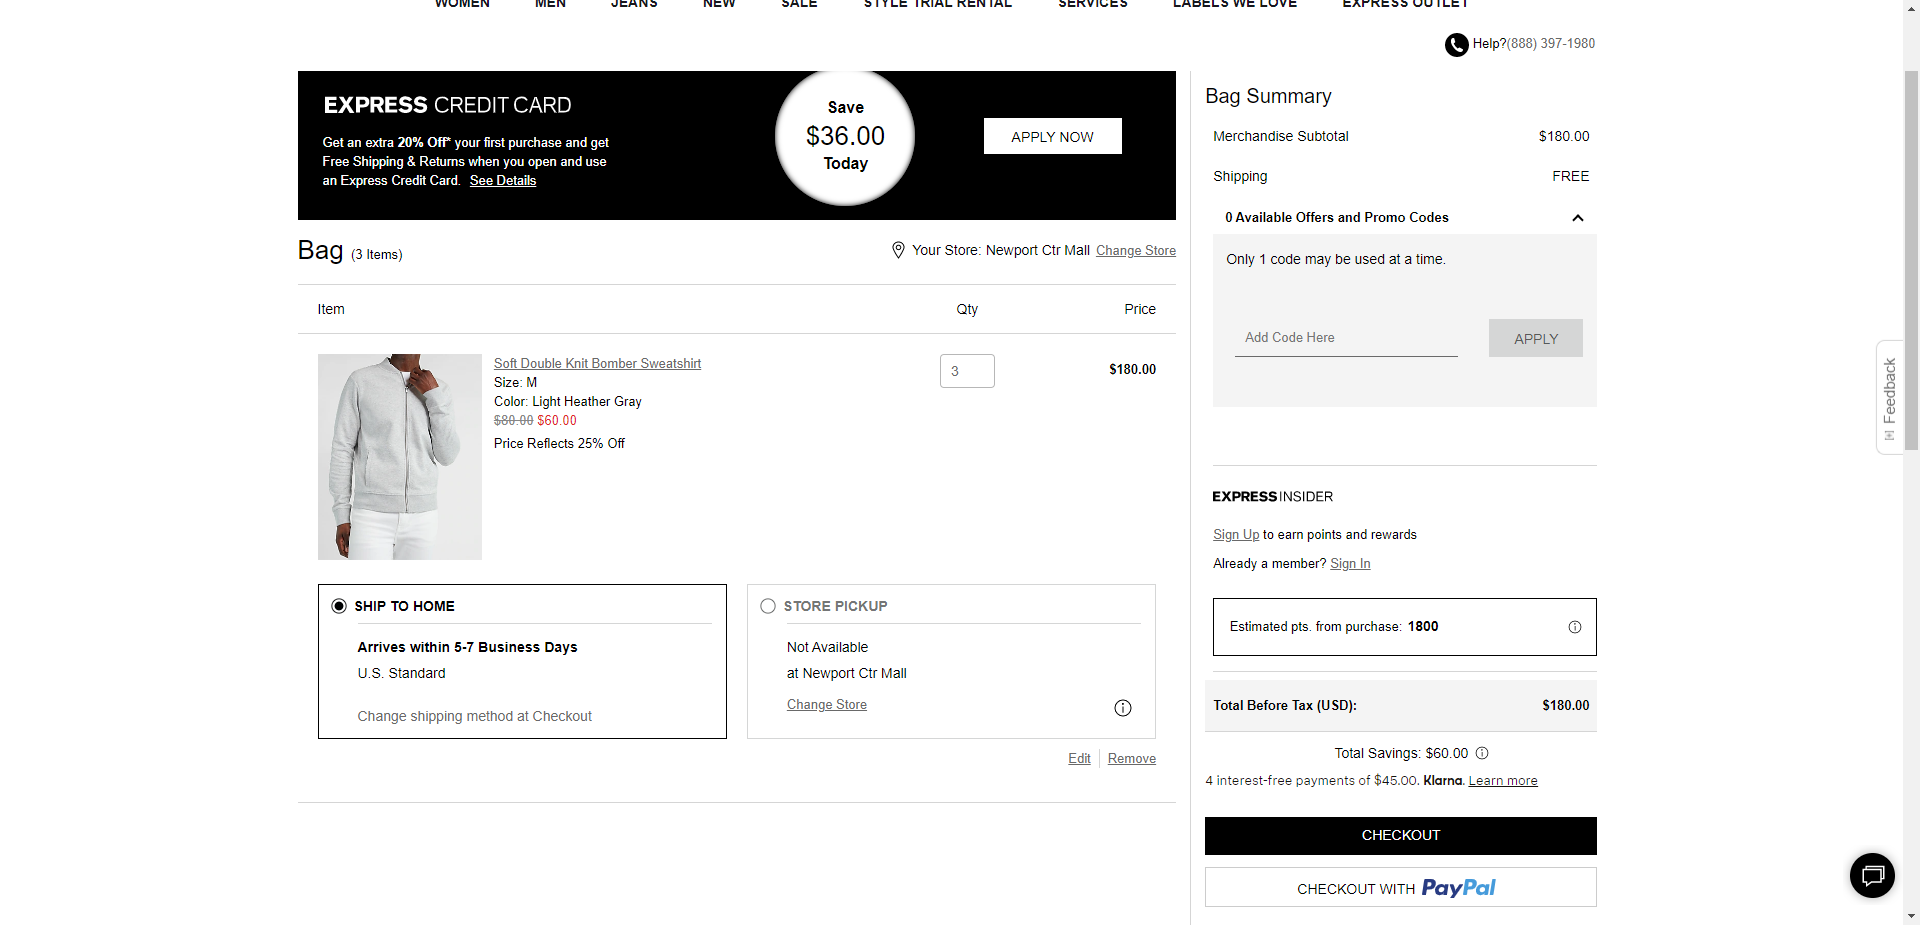 WOMEN MEN JEANS NEW SALE STYLE TRIAL RENTAL SERVICES LABELS WE LOVE EXPRESS OUTLET
Help?(888) 397-1980
EXPRESS CREDIT CARD
Get an extra 20% Off* your first purchase and get
Free Shipping & Returns when you open and use
an Express Credit Card. See Details
Save
$36.00
Today
APPLY NOW
Bag (3 Items)
Your Store: Newport Ctr Mall Change Store
Item Qty Price
Soft Double Knit Bomber Sweatshirt
Size: M
Color: Light Heather Gray
$80.00 $60.00
Price Reflects 25% Off
3
$180.00
SHIP TO HOME
Arrives within 5-7 Business Days
U.S. Standard
Change shipping method at Checkout
STORE PICKUP
Not Available
at Newport Ctr Mall
Change Store
Edit Remove
Bag Summary
Merchandise Subtotal $180.00
Shipping FREE
0 Available Offers and Promo Codes
Only 1 code may be used at a time.
Add Code Here APPLY
EXPRESS INSIDER
Sign Up to earn points and rewards
Already a member? Sign In
Estimated pts. from purchase: 1800
Total Before Tax (USD): $180.00
Total Savings: $60.00
4 interest-free payments of $45.00. Klarna. Learn more
CHECKOUT
CHECKOUT WITH PayPal
Feedback